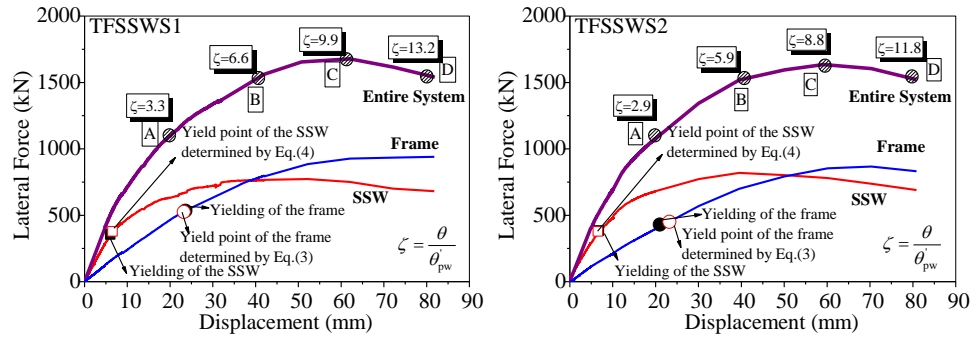 TFSSWS1
Lateral Force (kN)
2000
1500
1000
500
0
ζ=3.3
ζ=6.6
ζ=9.9
ζ=13.2
A
B
C
D
Entire System
Yield point of the SSW
determined by Eq.(4)
Frame
SSW
Yielding of the frame
Yield point of the frame
determined by Eq.(3)
Yielding of the SSW
ζ = θ / θ'pw
0 10 20 30 40 50 60 70 80 90
Displacement (mm)
TFSSWS2
Lateral Force (kN)
2000
1500
1000
500
0
ζ=2.9
ζ=5.9
ζ=8.8
ζ=11.8
A
B
C
D
Entire System
Yield point of the SSW
determined by Eq.(4)
Frame
SSW
Yielding of the frame
Yield point of the frame
determined by Eq.(3)
Yielding of the SSW
ζ = θ / θ'pw
0 10 20 30 40 50 60 70 80 90
Displacement (mm)